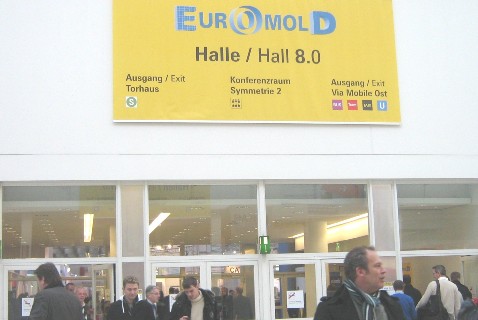 EUROMOLD
Halle / Hall 8.0
Ausgang / Exit
Torhaus
S
Konferenzraum
Symmetrie 2
Ausgang / Exit
Via Mobile Ost
U